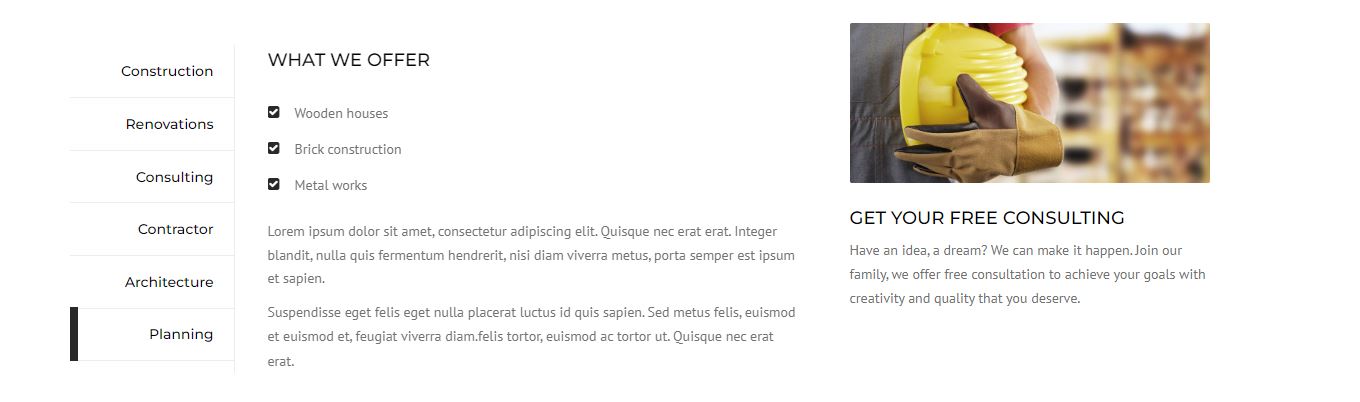 Construction
Renovations
Consulting
Contractor
Architecture
Planning
WHAT WE OFFER
Wooden houses
Brick construction
Metal works
Lorem ipsum dolor sit amet, consectetur adipiscing elit. Quisque nec erat erat. Integer
blandit, nulla quis fermentum hendrerit, nisi diam viverra metus, porta semper est ipsum
et sapien.
Suspendisse eget felis eget nulla placerat luctus id quis sapien. Sed metus felis, euismod
et euismod et, feugiat viverra diam.felis tortor, euismod ac tortor ut. Quisque nec erat
erat.
GET YOUR FREE CONSULTING
Have an idea, a dream? We can make it happen. Join our
family, we offer free consultation to achieve your goals with
creativity and quality that you deserve.